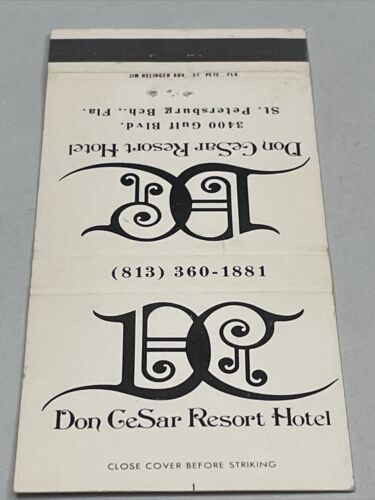 JIM BELINGER ADV., ST. PETE., FLA
St. Petersburg Bch., Fla.
3400 Gulf Blvd.
Don CeSar Resort Hotel
(813) 360-1881
Don CeSar Resort Hotel
CLOSE COVER BEFORE STRIKING